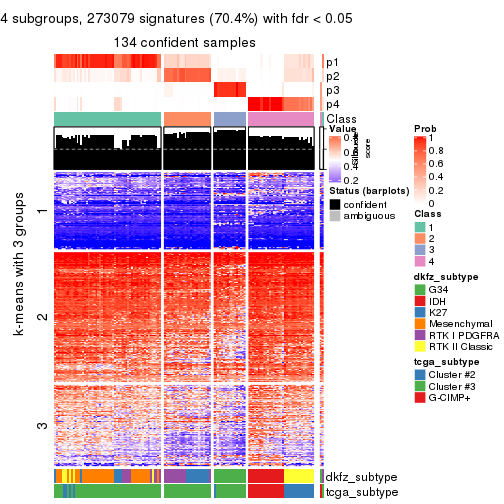 4 subgroups, 273079 signatures (70.4%) with fdr < 0.05
134 confident samples
p1
p2
p3
p4
Class
score
k-means with 3 groups
1
2
3
dkfz_subtype
tcga_subtype
Value
0.4
0.2
Status (barplots)
confident
ambiguous
Prob
1
0.8
0.6
0.4
0.2
0
Class
1
2
3
4
dkfz_subtype
G34
IDH
K27
Mesenchymal
RTK I PDGFRA
RTK II Classic
tcga_subtype
Cluster #2
Cluster #3
G-CIMP+